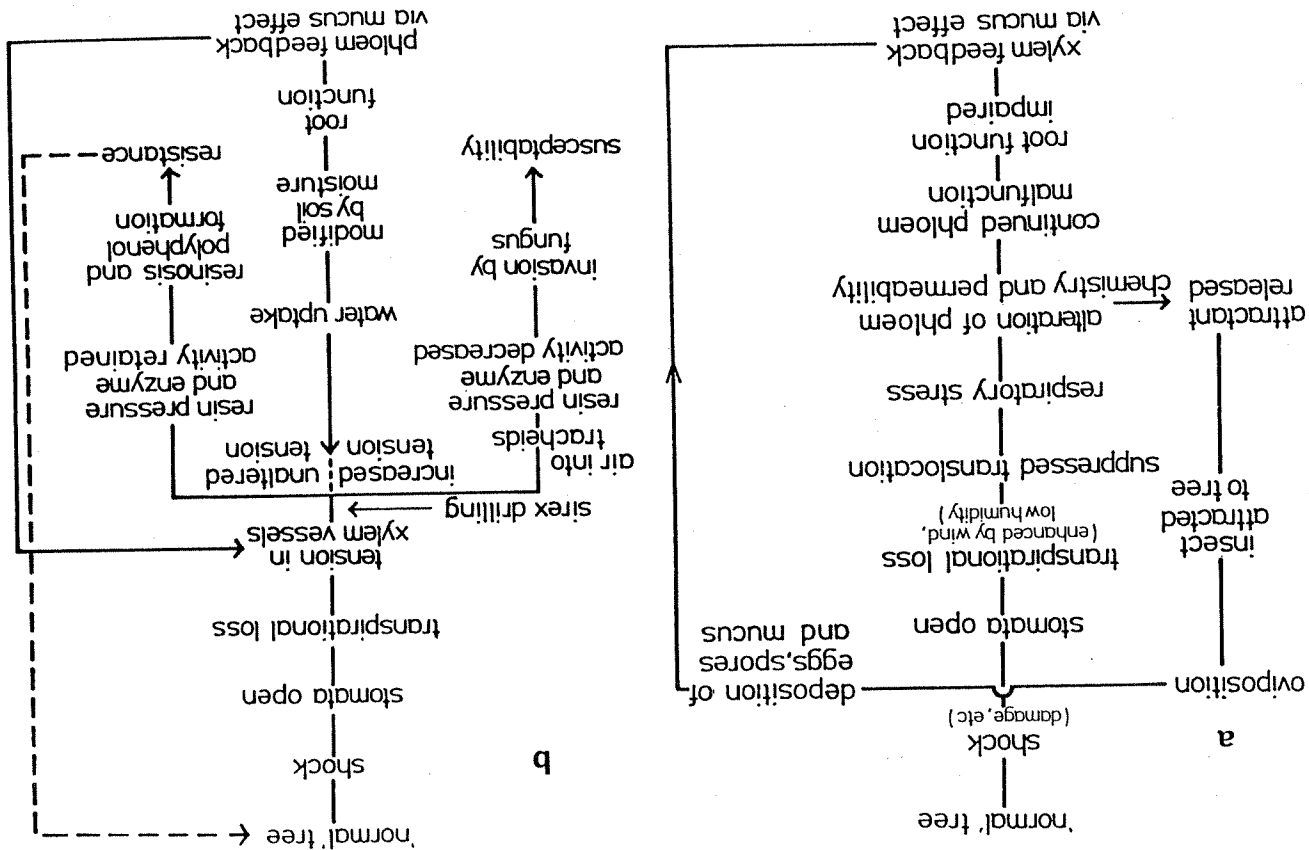 a
'normal' tree
shock
(damage, etc)
oviposition
deposition of
eggs, spores
and mucus
stomata open
transpirational loss
(enhanced by wind,
low humidity)
insect
attracted
to tree
suppressed translocation
respiratory stress
attractant
released
alteration of phloem
chemistry and permeability
continued phloem
malfunction
root function
impaired
xylem feedback
via mucus effect
b
'normal' tree
shock
stomata open
transpirational loss
tension in
xylem vessels
sirex drilling
increased
tension
unaltered
tension
air into
tracheids
resin pressure
and enzyme
activity decreased
invasion by
fungus
susceptability
water uptake
modified
by soil
moisture
root
function
phloem feedback
via mucus effect
resin pressure
and enzyme
activity retained
resinosis and
polyphenol
formation
resistance